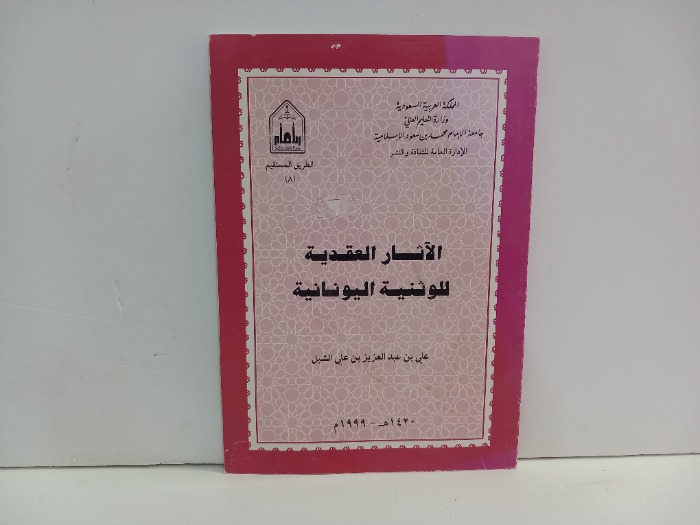 المملكة العربية السعودية
وزارة التعليم العالي
جامعة الإمام محمد بن سعود الإسلامية
الإدارة العامة للثقافة والنشر
الطريق المستقيم
(٨)
الآثار العقدية
للوثنية اليونانية
علي بن عبد العزيز بن علي الشبل
١٤٢٠هـ - ١٩٩٩م